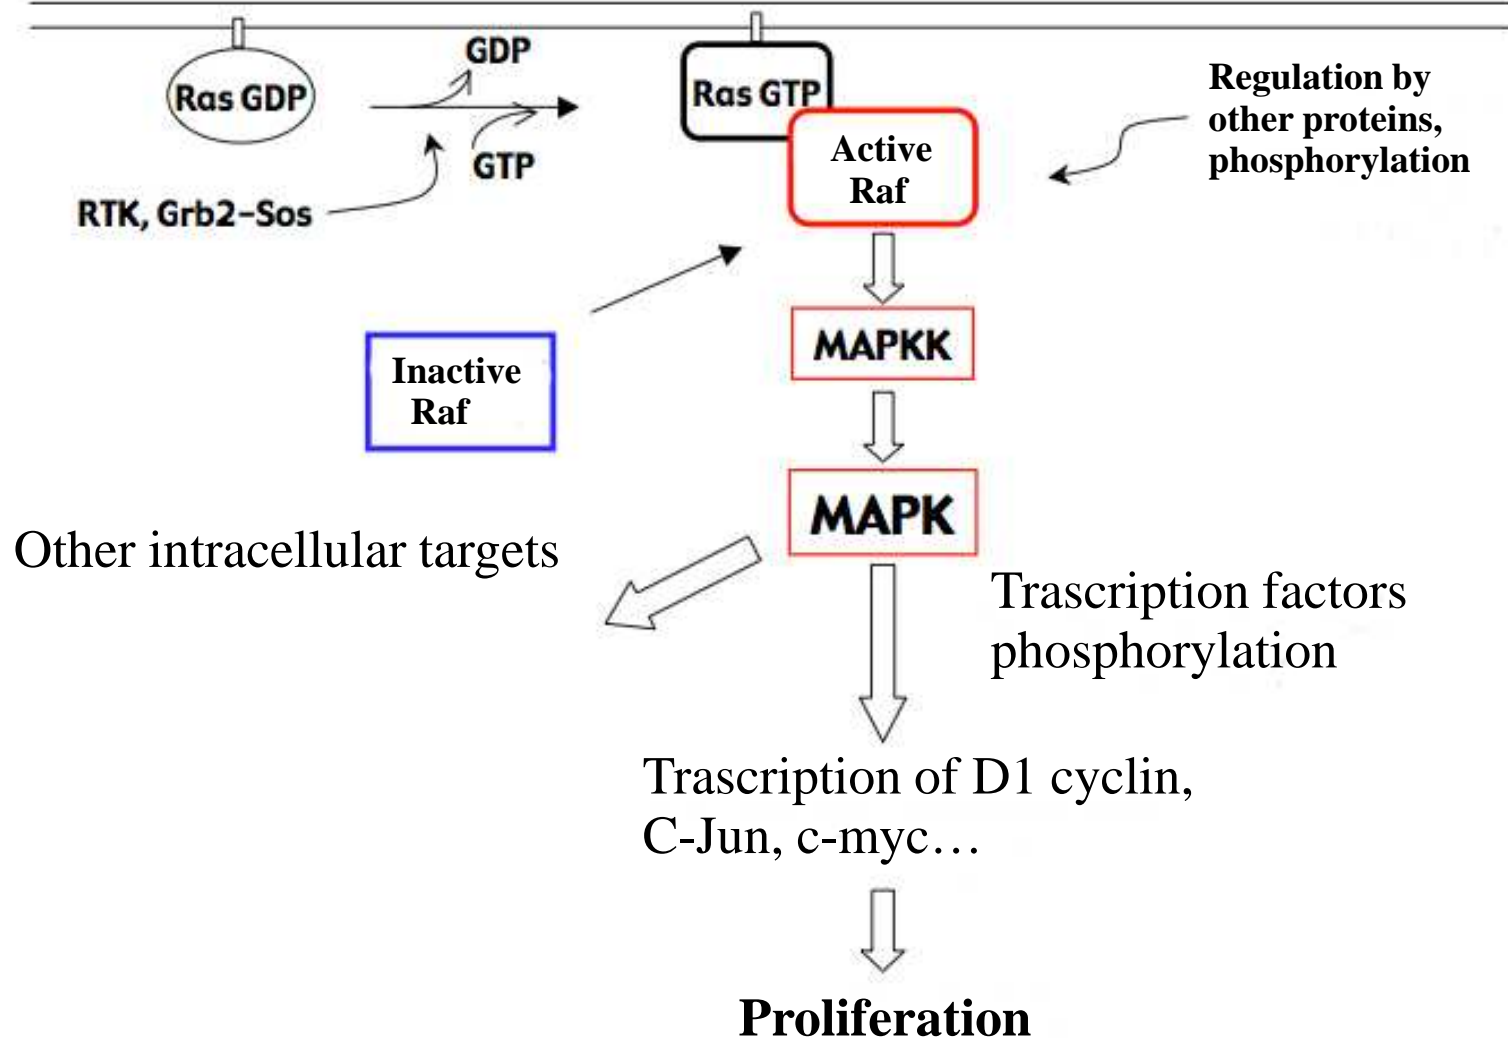 GDP
Ras GDP
GTP
RTK, Grb2-Sos
Ras GTP
Active
Raf
Regulation by
other proteins,
phosphorylation
Inactive
Raf
MAPKK
MAPK
Other intracellular targets
Trascription factors
phosphorylation
Trascription of D1 cyclin,
C-Jun, c-myc…
Proliferation